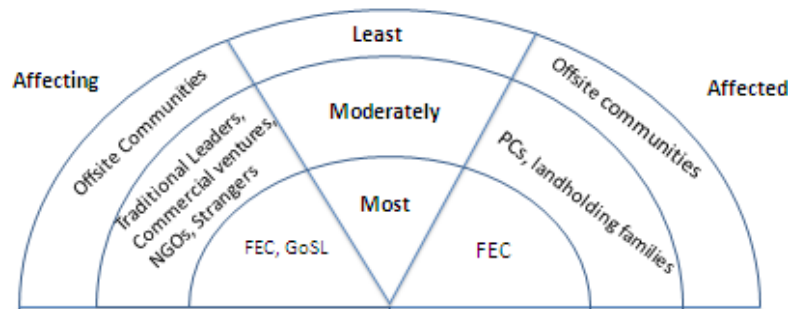 Least
Affecting
Affected
Offsite Communities
Offsite communities
Moderately
Traditional Leaders,
Commercial ventures,
NGOs, Strangers
PCs, landholding families
Most
FEC, GoSL
FEC